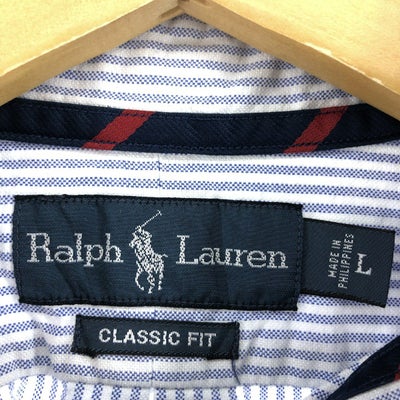 Ralph Lauren
MADE IN
PHILIPPINES
L
CLASSIC FIT